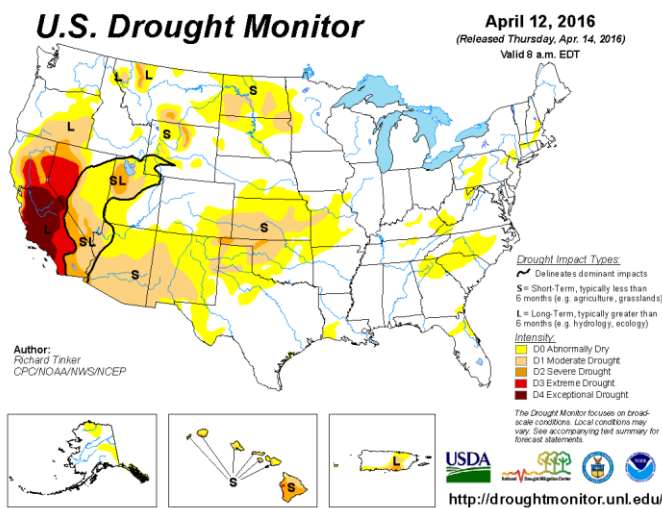 U.S. Drought Monitor
April 12, 2016
(Released Thursday, Apr. 14, 2016)
Valid 8 a.m. EDT
L
L
S
L
S
SL
L
SL
S
S
Drought Impact Types:
Delineates dominant impacts
S = Short-Term, typically less than
6 months (e.g. agriculture, grasslands)
L = Long-Term, typically greater than
6 months (e.g. hydrology, ecology)
Intensity:
D0 Abnormally Dry
D1 Moderate Drought
D2 Severe Drought
D3 Extreme Drought
D4 Exceptional Drought
Author:
Richard Tinker
CPC/NOAA/NWS/NCEP
The Drought Monitor focuses on broad-
scale conditions. Local conditions may
vary. See accompanying text summary for
forecast statements.
S
S
L
USDA
National Drought Mitigation Center
http://droughtmonitor.unl.edu/